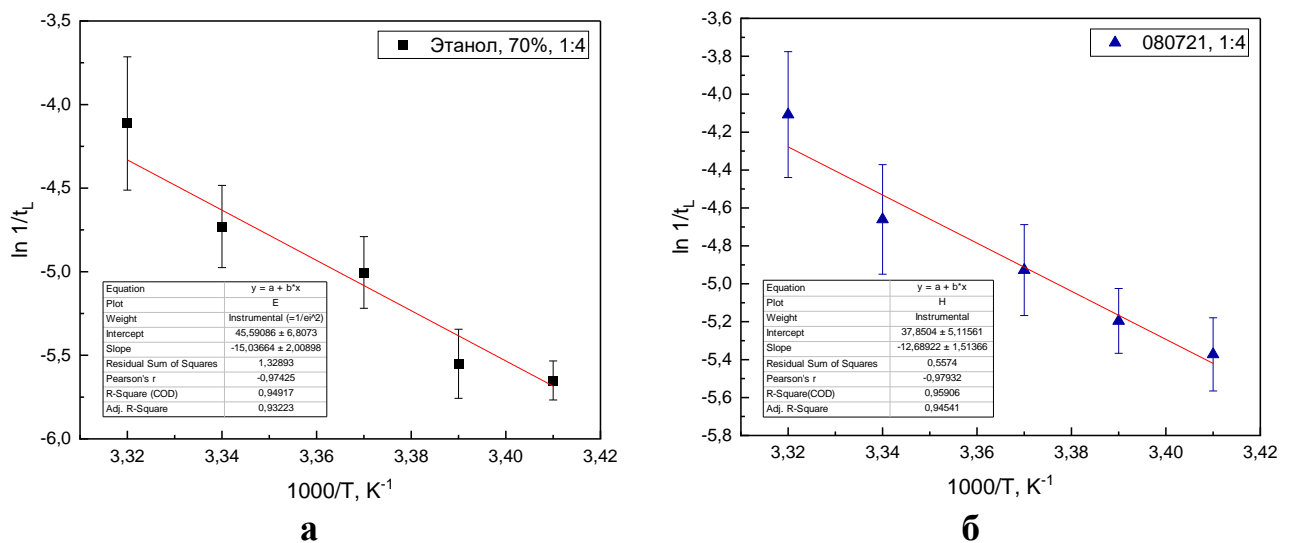 -3,5
-4,0
-4,5
-5,0
-5,5
-6,0
ln 1/tL
Этанол, 70%, 1:4
Equation y = a + b*x
Plot E
Weight Instrumental (=1/ei^2)
Intercept 45,59086 ± 6,8073
Slope -15,03664 ± 2,00898
Residual Sum of Squares 1,32893
Pearson's r -0,97425
R-Square (COD) 0,94917
Adj. R-Square 0,93223
3,32 3,34 3,36 3,38 3,40 3,42
1000/T, K-1
а
-3,6
-3,8
-4,0
-4,2
-4,4
-4,6
-4,8
-5,0
-5,2
-5,4
-5,6
-5,8
ln 1/tL
080721, 1:4
Equation y = a + b*x
Plot H
Weight Instrumental
Intercept 37,8504 ± 5,11561
Slope -12,68922 ± 1,51366
Residual Sum of Squares 0,5574
Pearson's r -0,97932
R-Square(COD) 0,95906
Adj. R-Square 0,94541
3,32 3,34 3,36 3,38 3,40 3,42
1000/T, K-1
б